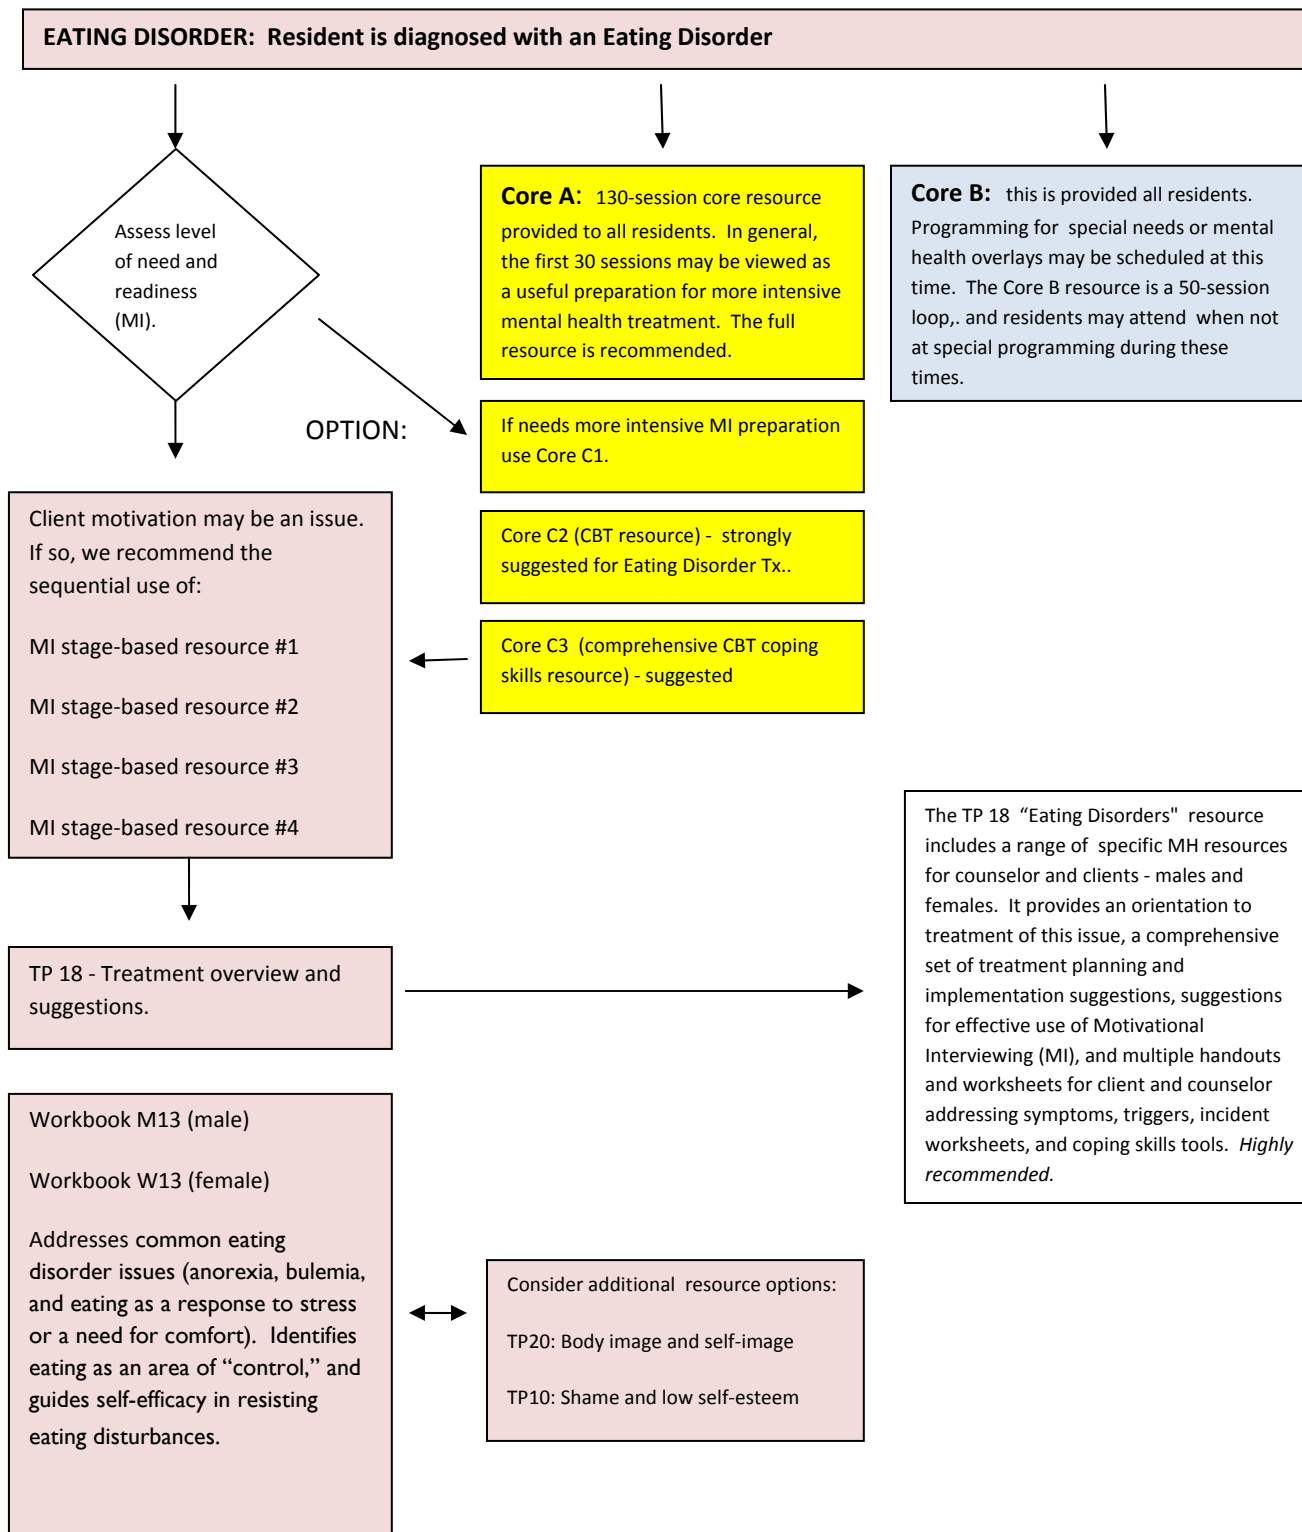 EATING DISORDER: Resident is diagnosed with an Eating Disorder
Assess level
of need and
readiness
(MI).
Core A: 130-session core resource
provided to all residents. In general,
the first 30 sessions may be viewed as
a useful preparation for more intensive
mental health treatment. The full
resource is recommended.
Core B: this is provided all residents.
Programming for special needs or mental
health overlays may be scheduled at this
time. The Core B resource is a 50-session
loop,. and residents may attend when not
at special programming during these
times.
OPTION:
If needs more intensive MI preparation
use Core C1.
Core C2 (CBT resource) - strongly
suggested for Eating Disorder Tx..
Core C3 (comprehensive CBT coping
skills resource) - suggested
Client motivation may be an issue.
If so, we recommend the
sequential use of:
MI stage-based resource #1
MI stage-based resource #2
MI stage-based resource #3
MI stage-based resource #4
TP 18 - Treatment overview and
suggestions.
The TP 18 “Eating Disorders" resource
includes a range of specific MH resources
for counselor and clients - males and
females. It provides an orientation to
treatment of this issue, a comprehensive
set of treatment planning and
implementation suggestions, suggestions
for effective use of Motivational
Interviewing (MI), and multiple handouts
and worksheets for client and counselor
addressing symptoms, triggers, incident
worksheets, and coping skills tools. Highly
recommended.
Workbook M13 (male)
Workbook W13 (female)
Addresses common eating
disorder issues (anorexia, bulemia,
and eating as a response to stress
or a need for comfort). Identifies
eating as an area of “control,” and
guides self-efficacy in resisting
eating disturbances.
Consider additional resource options:
TP20: Body image and self-image
TP10: Shame and low self-esteem